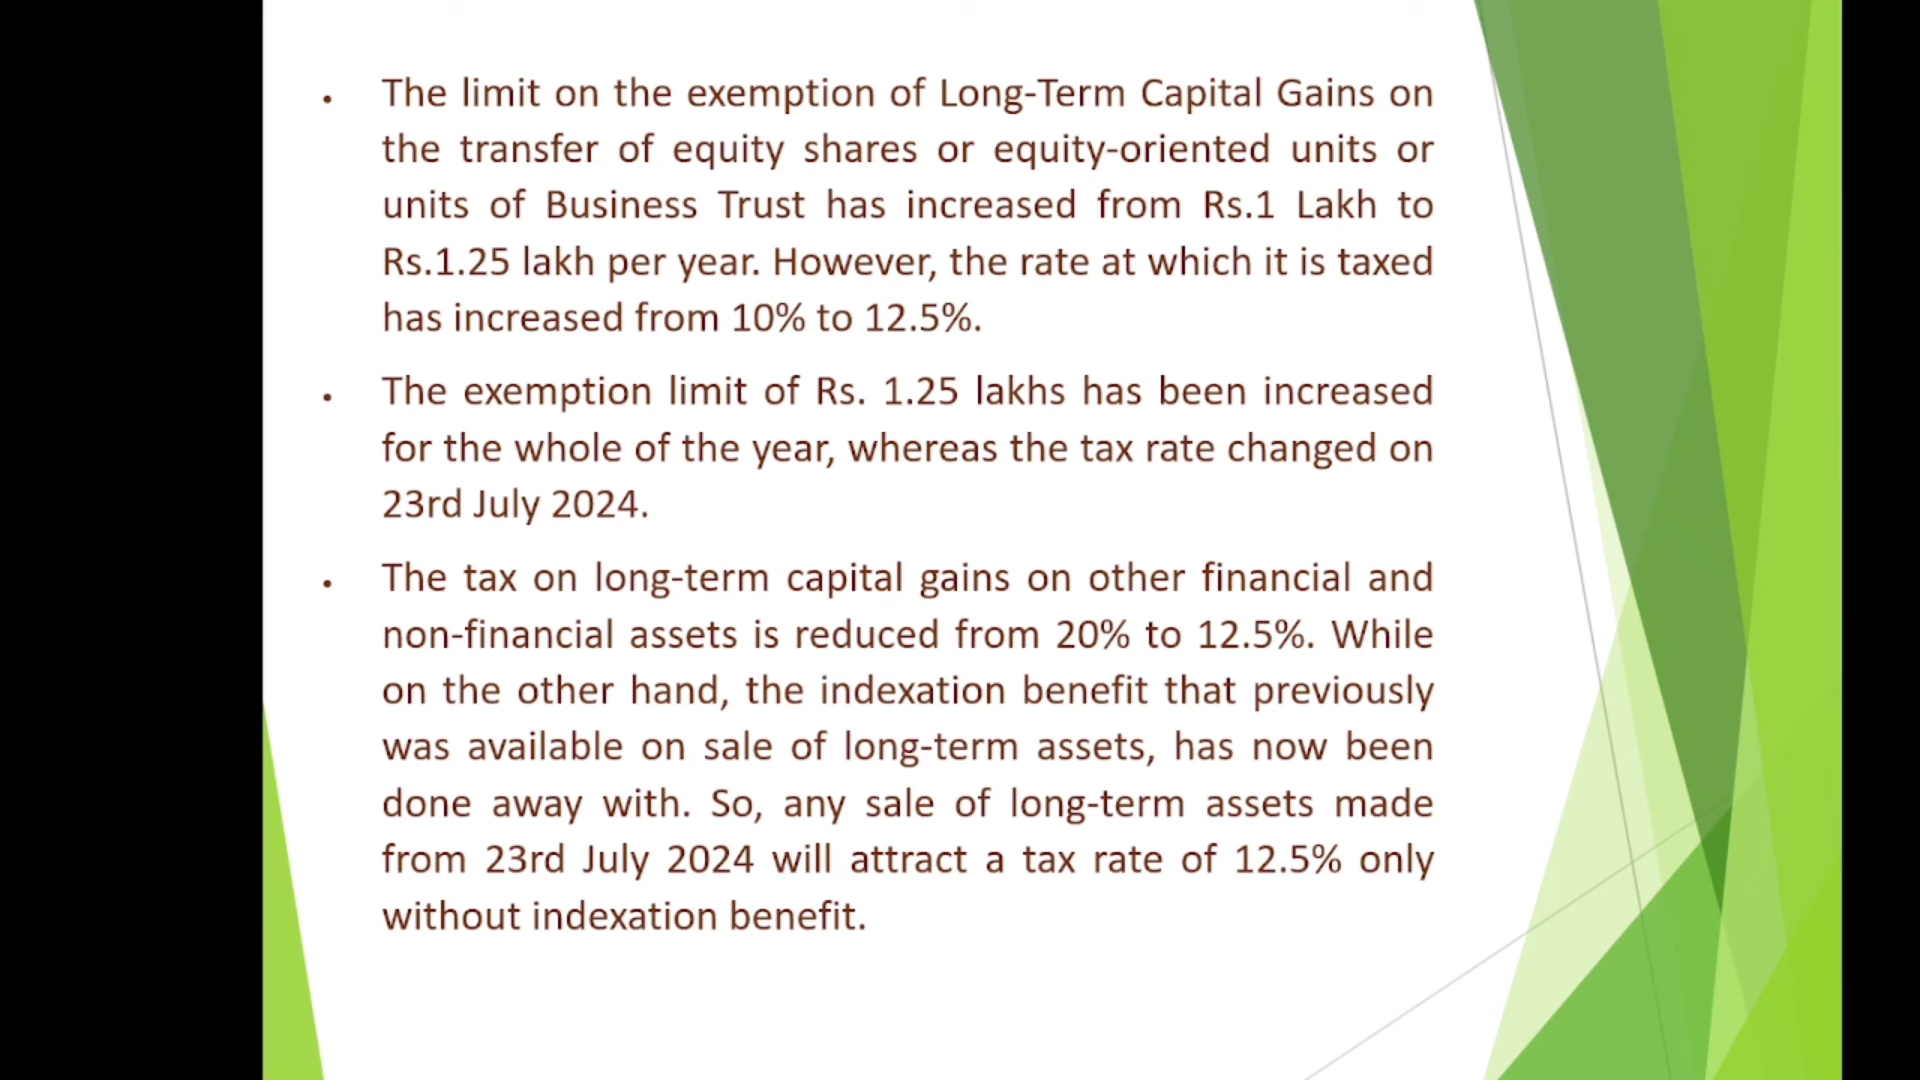 • The limit on the exemption of Long-Term Capital Gains on
the transfer of equity shares or equity-oriented units or
units of Business Trust has increased from Rs.1 Lakh to
Rs.1.25 lakh per year. However, the rate at which it is taxed
has increased from 10% to 12.5%.
• The exemption limit of Rs. 1.25 lakhs has been increased
for the whole of the year, whereas the tax rate changed on
23rd July 2024.
• The tax on long-term capital gains on other financial and
non-financial assets is reduced from 20% to 12.5%. While
on the other hand, the indexation benefit that previously
was available on sale of long-term assets, has now been
done away with. So, any sale of long-term assets made
from 23rd July 2024 will attract a tax rate of 12.5% only
without indexation benefit.